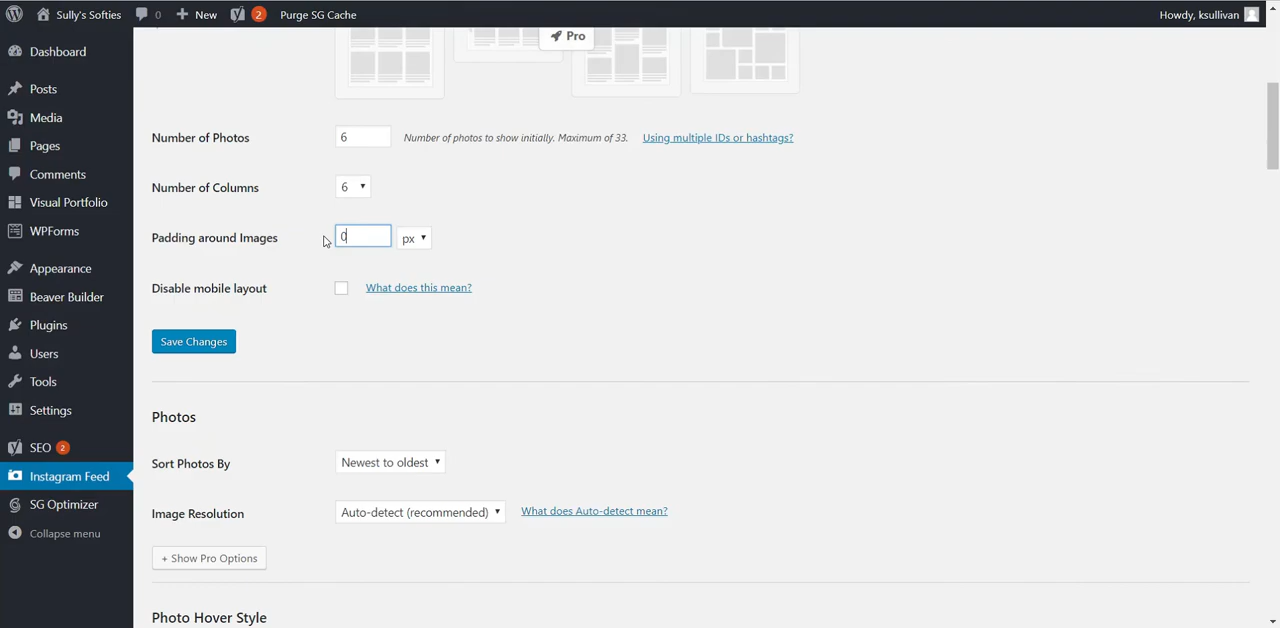 Sully's Softies
0
New
2
Purge SG Cache
Howdy, ksullivan
Dashboard
Posts
Media
Pages
Comments
Visual Portfolio
WPForms
Appearance
Beaver Builder
Plugins
Users
Tools
Settings
SEO 2
Instagram Feed
SG Optimizer
Collapse menu
Pro
Number of Photos 6 Number of photos to show initially. Maximum of 33. Using multiple IDs or hashtags?
Number of Columns 6
Padding around Images 0 px
Disable mobile layout What does this mean?
Save Changes
Photos
Sort Photos By Newest to oldest
Image Resolution Auto-detect (recommended) What does Auto-detect mean?
+ Show Pro Options
Photo Hover Style